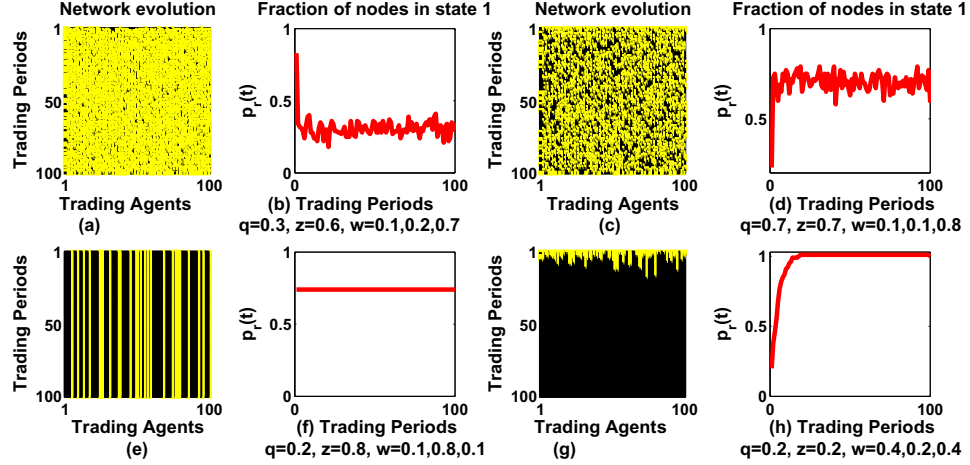 Network evolution
Fraction of nodes in state 1
Network evolution
Fraction of nodes in state 1
Trading Periods
1
50
100
1
100
Trading Agents
(a)
p_r(t)
1
0.5
0
0
100
(b) Trading Periods
q=0.3, z=0.6, w=0.1,0.2,0.7
Trading Periods
1
50
100
1
100
Trading Agents
(c)
p_r(t)
1
0.5
0
0
100
(d) Trading Periods
q=0.7, z=0.7, w=0.1,0.1,0.8
Trading Periods
1
50
100
1
100
Trading Agents
(e)
p_r(t)
1
0.5
0
0
100
(f) Trading Periods
q=0.2, z=0.8, w=0.1,0.8,0.1
Trading Periods
1
50
100
1
100
Trading Agents
(g)
p_r(t)
1
0.5
0
0
100
(h) Trading Periods
q=0.2, z=0.2, w=0.4,0.2,0.4